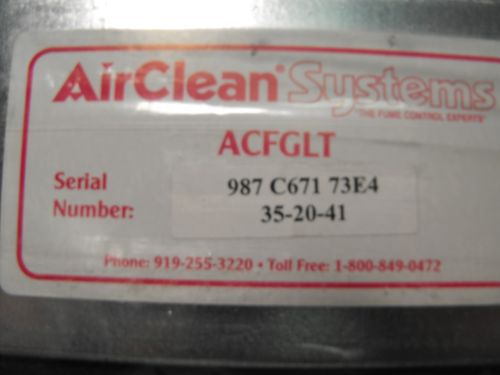 AirClean® Systems
"THE FUME CONTROL EXPERTS"
ACFGLT
Serial Number:
987 C671 73E4
35-20-41
Phone: 919-255-3220 • Toll Free: 1-800-849-0472